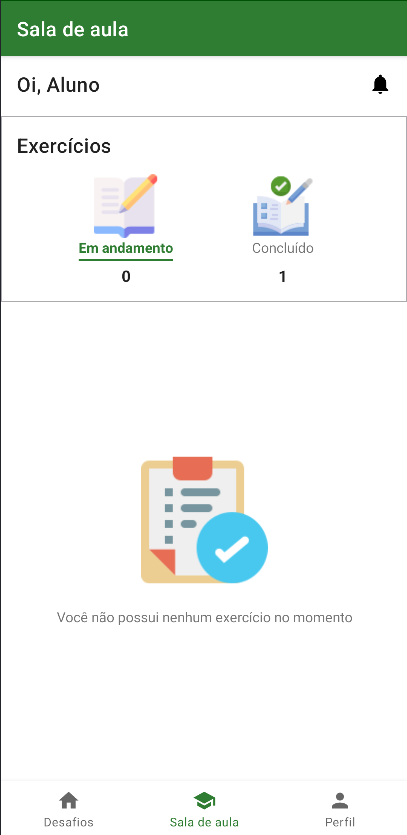 Sala de aula
Oi, Aluno
Exercícios
Em andamento
Concluído
0
1
Você não possui nenhum exercício no momento
Desafios
Sala de aula
Perfil